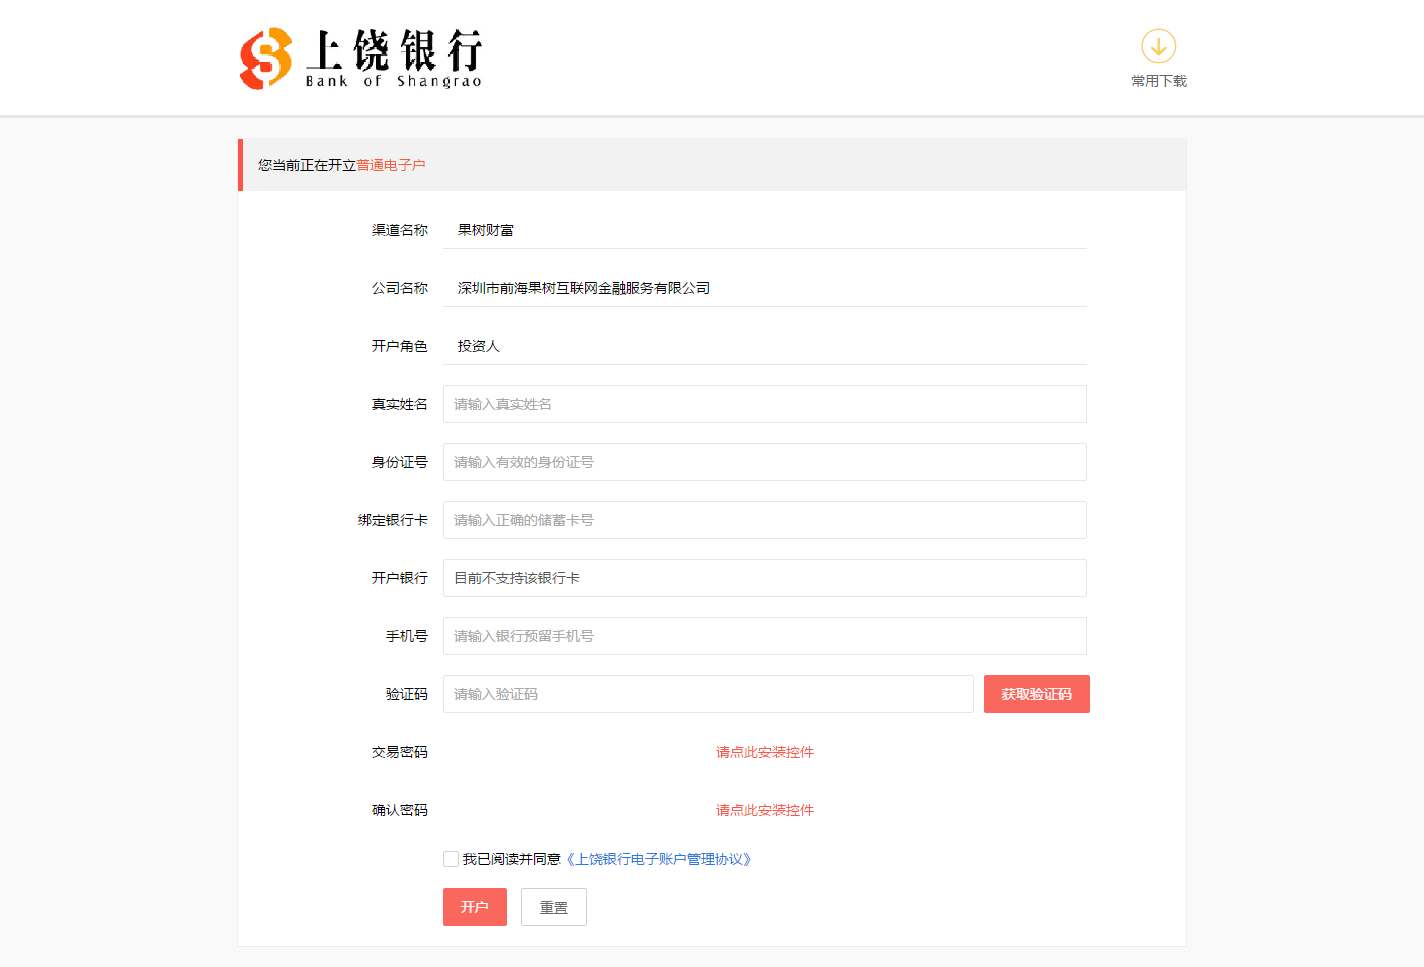 上饶银行
Bank of Shangrao
常用下载
您当前正在开立普通电子户
渠道名称 果树财富
公司名称 深圳市前海果树互联网金融服务有限公司
开户角色 投资人
真实姓名 请输入真实姓名
身份证号 请输入有效的身份证号
绑定银行卡 请输入正确的储蓄卡号
开户银行 目前不支持该银行卡
手机号 请输入银行预留手机号
验证码 请输入验证码 获取验证码
交易密码 请点此安装控件
确认密码 请点此安装控件
我已阅读并同意《上饶银行电子账户管理协议》
开户 重置